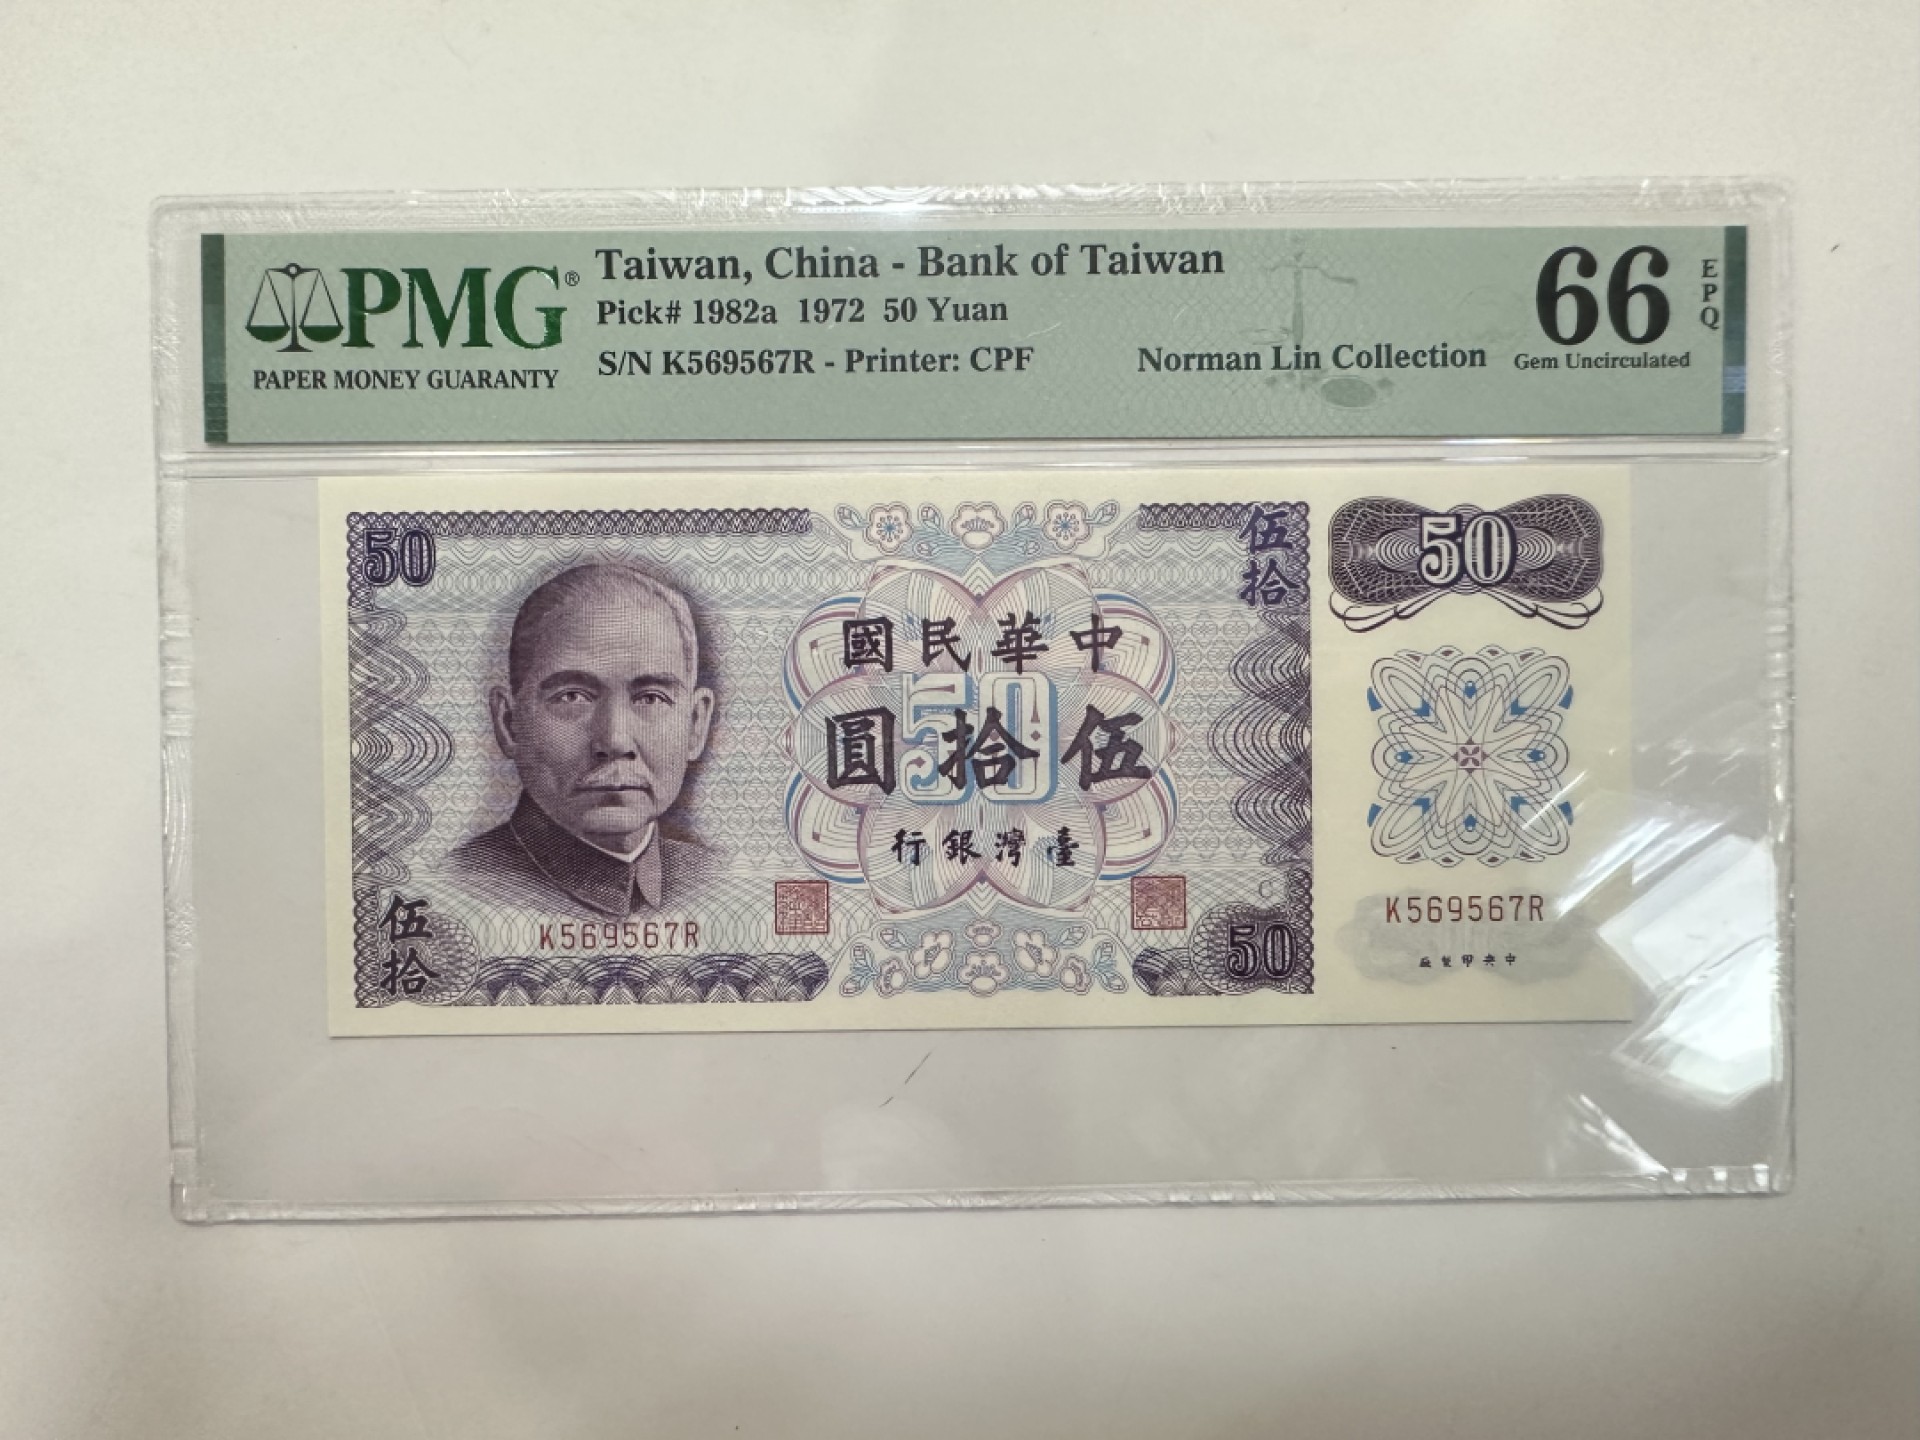 PMG®
PAPER MONEY GUARANTY
Taiwan, China - Bank of Taiwan
Pick# 1982a 1972 50 Yuan
S/N K569567R - Printer: CPF
Norman Lin Collection
66
EPQ
Gem Uncirculated
50
伍拾
50
國民華中
50
圓拾伍
行銀灣臺
伍拾
K569567R
C
50
K569567R
廠製印央中